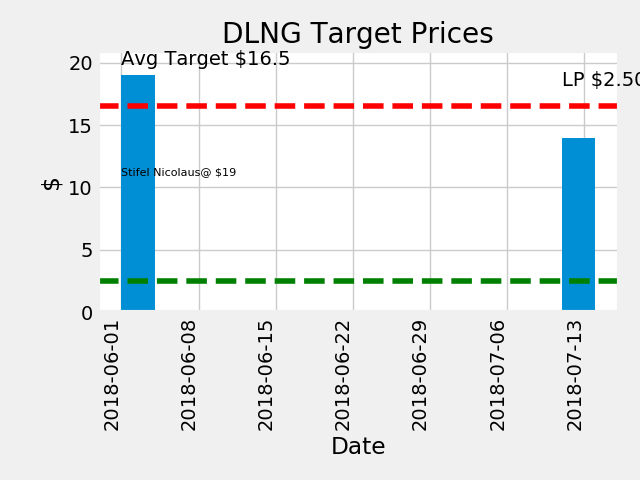 DLNG Target Prices
Avg Target $16.5
LP $2.50
Stifel Nicolaus@ $19
$
20
15
10
5
0
2018-06-01
2018-06-08
2018-06-15
2018-06-22
2018-06-29
2018-07-06
2018-07-13
Date